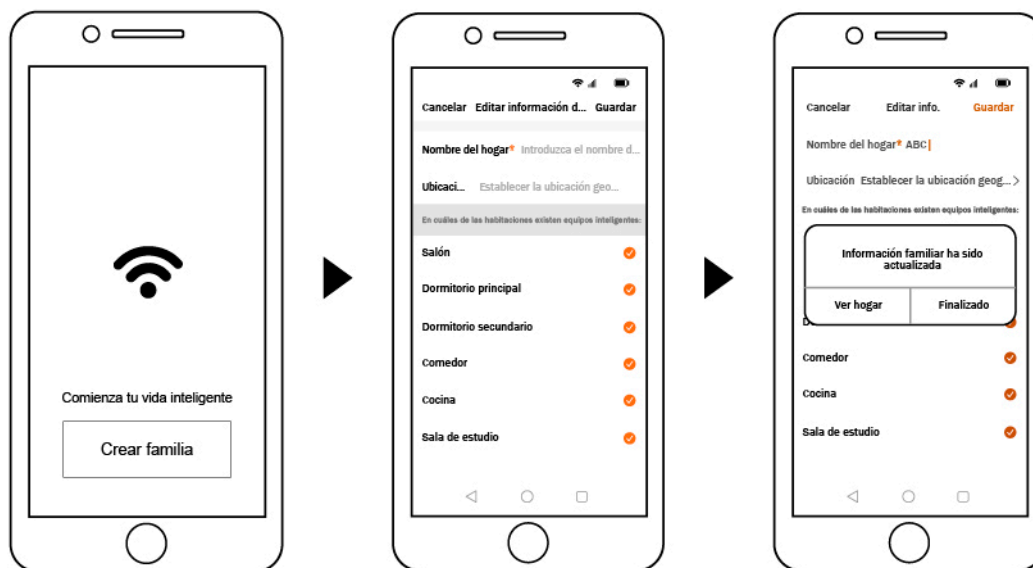 Comienza tu vida inteligente
Crear familia
Cancelar Editar información d... Guardar
Nombre del hogar* Introduzca el nombre d...
Ubicaci... Establecer la ubicación geo...
En cuáles de las habitaciones existen equipos inteligentes:
Salón
Dormitorio principal
Dormitorio secundario
Comedor
Cocina
Sala de estudio
Cancelar Editar info. Guardar
Nombre del hogar* ABC
Ubicación Establecer la ubicación geog...
En cuáles de las habitaciones existen equipos inteligentes:
Información familiar ha sido
actualizada
Ver hogar Finalizado
Comedor
Cocina
Sala de estudio